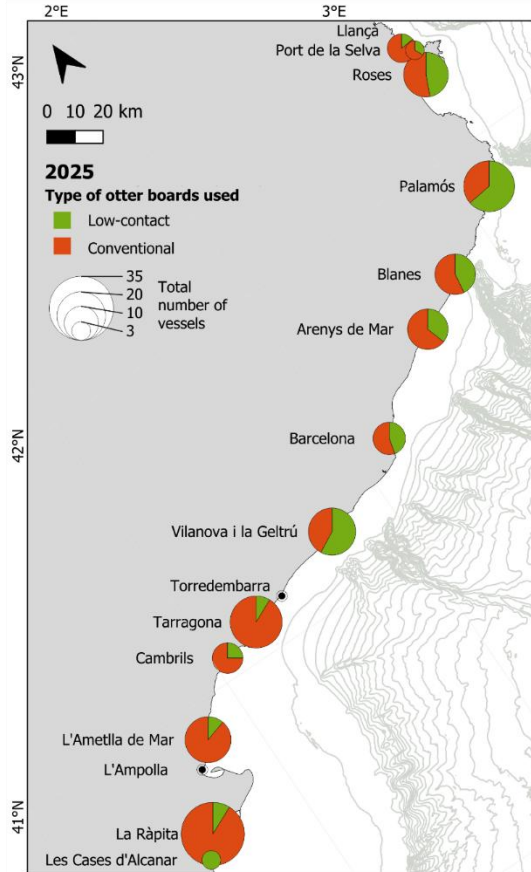 2°E
3°E
43°N
Llançà
Port de la Selva
Roses
0 10 20 km
2025
Type of otter boards used
Low-contact
Conventional
35
20
10
3
Total
number of
vessels
Palamós
Blanes
Arenys de Mar
42°N
Barcelona
Vilanova i la Geltrú
Torredembarra
Tarragona
Cambrils
L'Ametlla de Mar
L'Ampolla
41°N
La Ràpita
Les Cases d'Alcanar